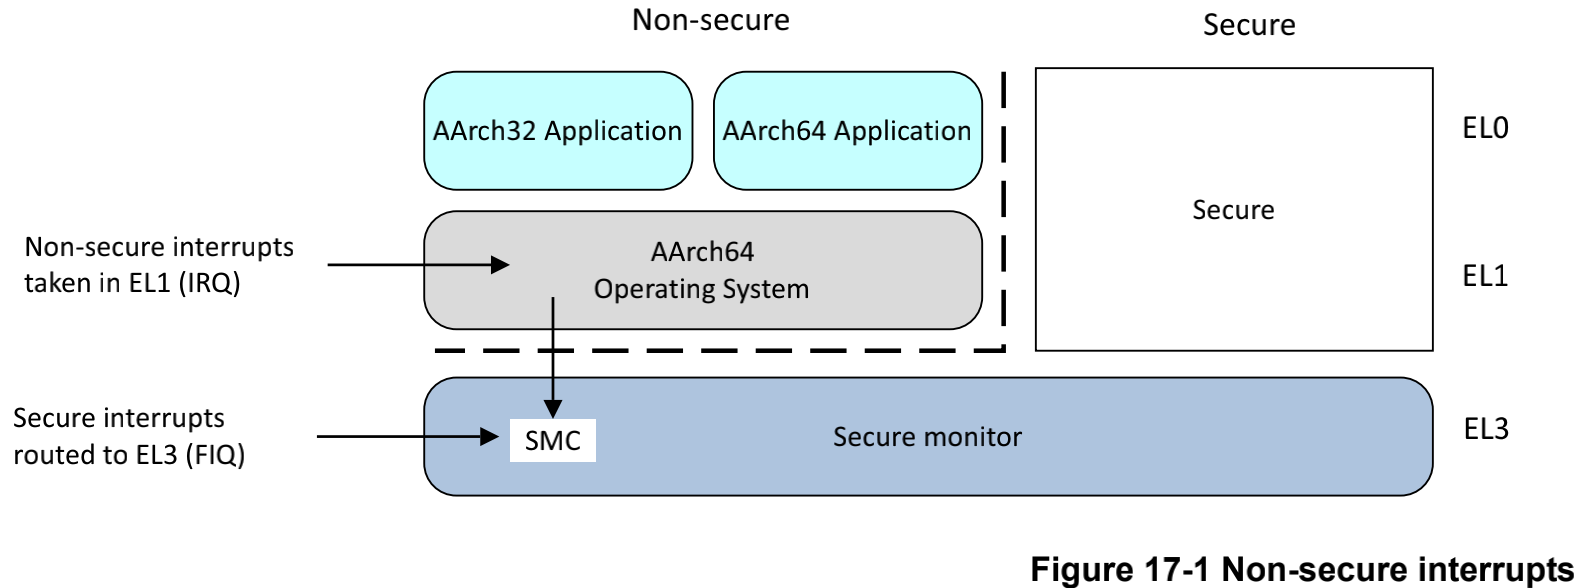 Non-secure
Secure
AArch32 Application
AArch64 Application
EL0
Secure
Non-secure interrupts
taken in EL1 (IRQ)
AArch64
Operating System
EL1
Secure interrupts
routed to EL3 (FIQ)
SMC
Secure monitor
EL3
Figure 17-1 Non-secure interrupts